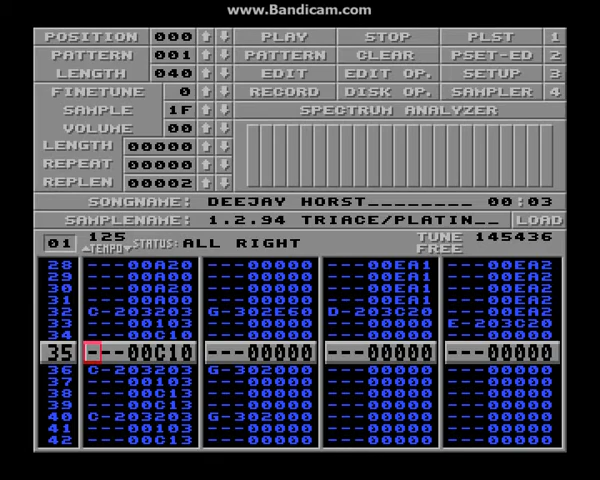 www.Bandicam.com
POSITION 000 PLAY STOP PLST 1
PATTERN 001 PATTERN CLEAR PSET-ED 2
LENGTH 040 EDIT EDIT OP. SETUP 3
FINETUNE 0 RECORD DISK OP. SAMPLER 4
SAMPLE 1F SPECTRUM ANALYZER
VOLUME 00
LENGTH 00000
REPEAT 00000
REPLEN 00002
SONGNAME: DEEJAY HORST________ 00:03
SAMPLENAME: 1.2.94 TRIACE/PLATIN__ LOAD
01 125 TEMPO STATUS: ALL RIGHT TUNE FREE 145436
28 ---00A20 ---00000 ---00EA1 ---00EA2
29 ---00A00 ---00000 ---00EA1 ---00EA2
30 ---00A20 ---00000 ---00EA1 ---00EA2
31 ---00A00 ---00000 ---00EA1 ---00EA2
32 C-203203 G-302E60 D-203C20 ---00000
33 ---00103 ---00000 ---00000 E-203C20
34 ---00C10 ---00000 ---00000 ---00000
35 ---00C10 ---00000 ---00000 ---00000
36 C-203203 G-302000 ---00000 ---00000
37 ---00103 ---00000 ---00000 ---00000
38 ---00C13 ---00000 ---00000 ---00000
39 ---00C13 ---00000 ---00000 ---00000
40 C-203203 G-302000 ---00000 ---00000
41 ---00103 ---00000 ---00000 ---00000
42 ---00C13 ---00000 ---00000 ---00000